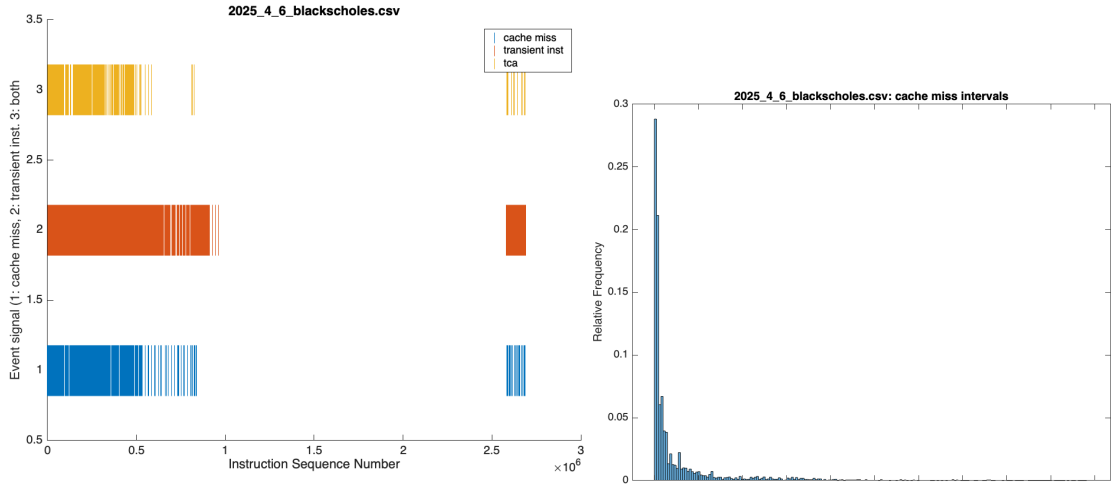 2025_4_6_blackscholes.csv
3.5
cache miss
transient inst
tca
3
2.5
2
1.5
1
0.5
Event signal (1: cache miss, 2: transient inst. 3: both
0
0.5
1
1.5
2
2.5
3
Instruction Sequence Number
×10^6
2025_4_6_blackscholes.csv: cache miss intervals
0.3
0.25
0.2
0.15
0.1
0.05
0
Relative Frequency